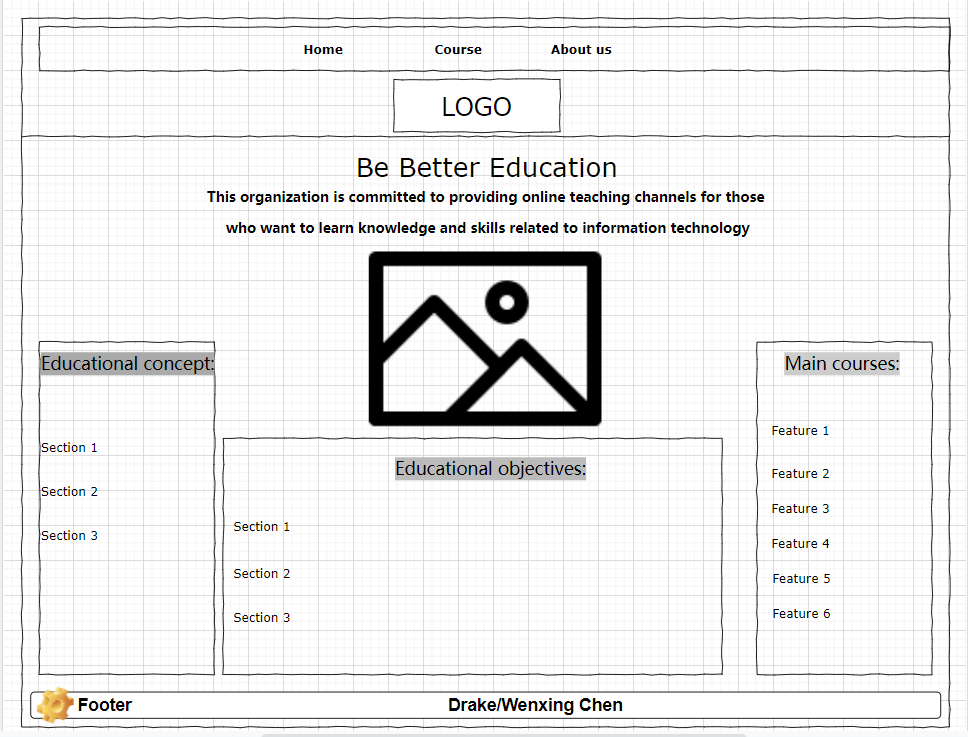 Home Course About us
LOGO
Be Better Education
This organization is committed to providing online teaching channels for those
who want to learn knowledge and skills related to information technology
Educational concept:
Section 1
Section 2
Section 3
Educational objectives:
Section 1
Section 2
Section 3
Main courses:
Feature 1
Feature 2
Feature 3
Feature 4
Feature 5
Feature 6
Footer Drake/Wenxing Chen